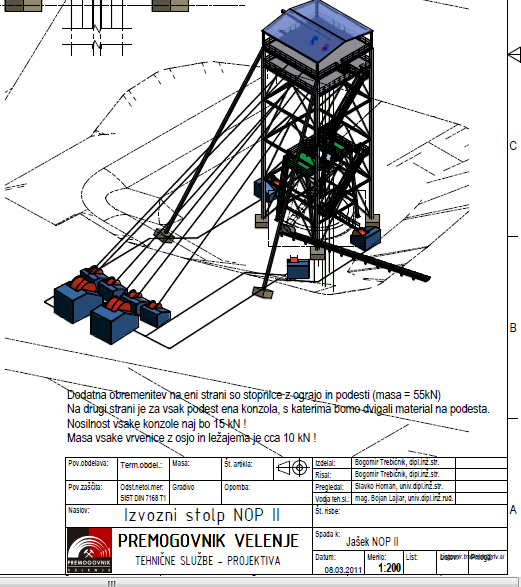 C
B
Dodatna obremenitev na eni strani so stopnice z ograjo in podesti (masa = 55kN)
Na drugi strani je za vsak podest ena konzola, s katerima bomo dvigali material na podesta.
Nosilnost vsake konzole naj bo 15 kN !
Masa vsake vrvenice z osjo in ležajema je cca 10 kN !
A
Pov.obdelava: Term.obdel.: Masa: Št. artikla: Izdelal: Bogomir Trebičnik, dipl.inž.str.
Risal: Bogomir Trebičnik, dipl.inž.str.
Pov.zaščita: Odst.netol.mer: Gradivo Opomba: Pregledal: Slavko Homan, univ.dipl.inž.str.
SIST DIN 7168 T1 Vodja teh.sl.: mag. Bojan Lajlar, univ.dipl.inž.rud.
Naslov: Izvozni stolp NOP II Št. risbe:
PREMOGOVNIK VELENJE
TEHNIČNE SLUŽBE - PROJEKTIVA
PREMOGOVNIK
VELENJE
Spada k: Jašek NOP II
Datum: Merilo: List:
08.03.2011 1:200